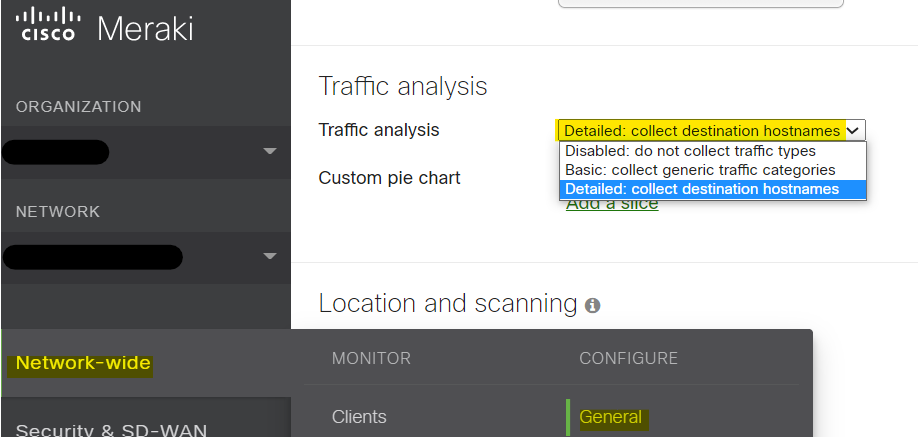 CISCO Meraki
ORGANIZATION
NETWORK
Traffic analysis
Traffic analysis
Detailed: collect destination hostnames
Disabled: do not collect traffic types
Basic: collect generic traffic categories
Detailed: collect destination hostnames
Custom pie chart
Add a slice
Location and scanning
Network-wide
Security & SD-WAN
MONITOR
Clients
CONFIGURE
General